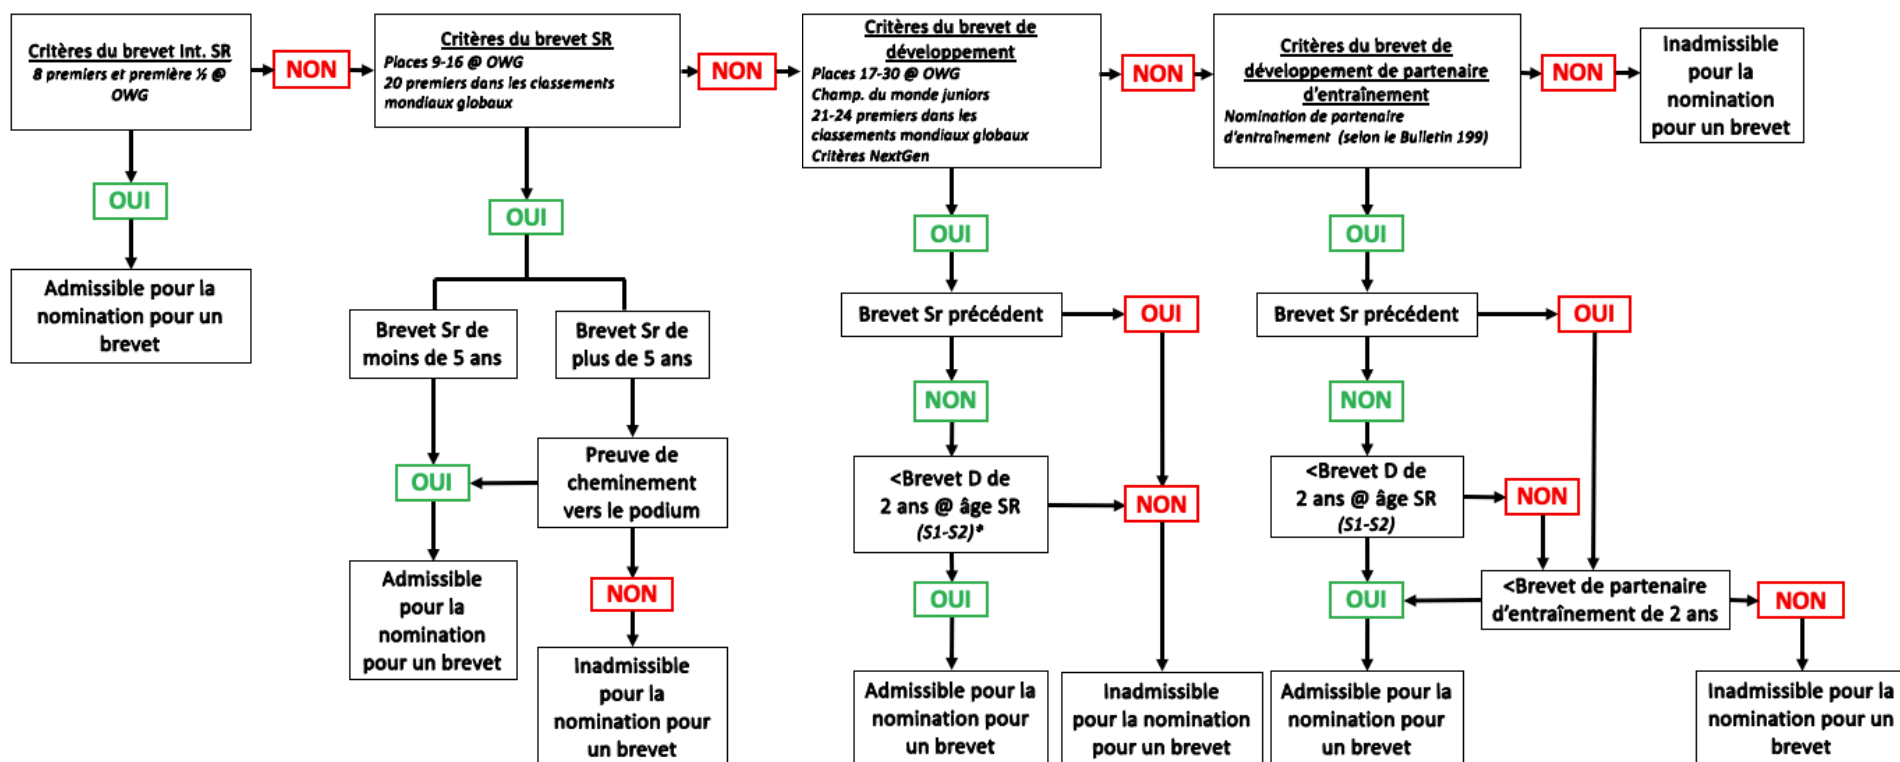 Critères du brevet Int. SR
8 premiers et première ½ @
OWG
NON
Critères du brevet SR
Places 9-16 @ OWG
20 premiers dans les classements
mondiaux globaux
NON
Critères du brevet de
développement
Places 17-30 @ OWG
Champ. du monde juniors
21-24 premiers dans les
classements mondiaux globaux
Critères NextGen
NON
Critères du brevet de
développement de partenaire
d'entraînement
Nomination de partenaire
d'entraînement (selon le Bulletin 199)
NON
Inadmissible
pour la
nomination
pour un brevet
OUI
Admissible pour la
nomination pour un
brevet
OUI
Brevet Sr de
moins de 5 ans
Brevet Sr de
plus de 5 ans
OUI
Preuve de
cheminement
vers le podium
Admissible
pour la
nomination
pour un brevet
NON
Inadmissible
pour la
nomination pour
un brevet
OUI
Brevet Sr précédent
OUI
NON
<Brevet D de
2 ans @ âge SR
(S1-S2)*
NON
OUI
Admissible pour la
nomination pour
un brevet
Inadmissible
pour la nomination
pour un brevet
OUI
Brevet Sr précédent
OUI
NON
<Brevet D de
2 ans @ âge SR
(S1-S2)
NON
OUI
<Brevet de partenaire
d'entraînement de 2 ans
NON
Admissible pour la
nomination pour
un brevet
Inadmissible pour la
nomination pour un
brevet